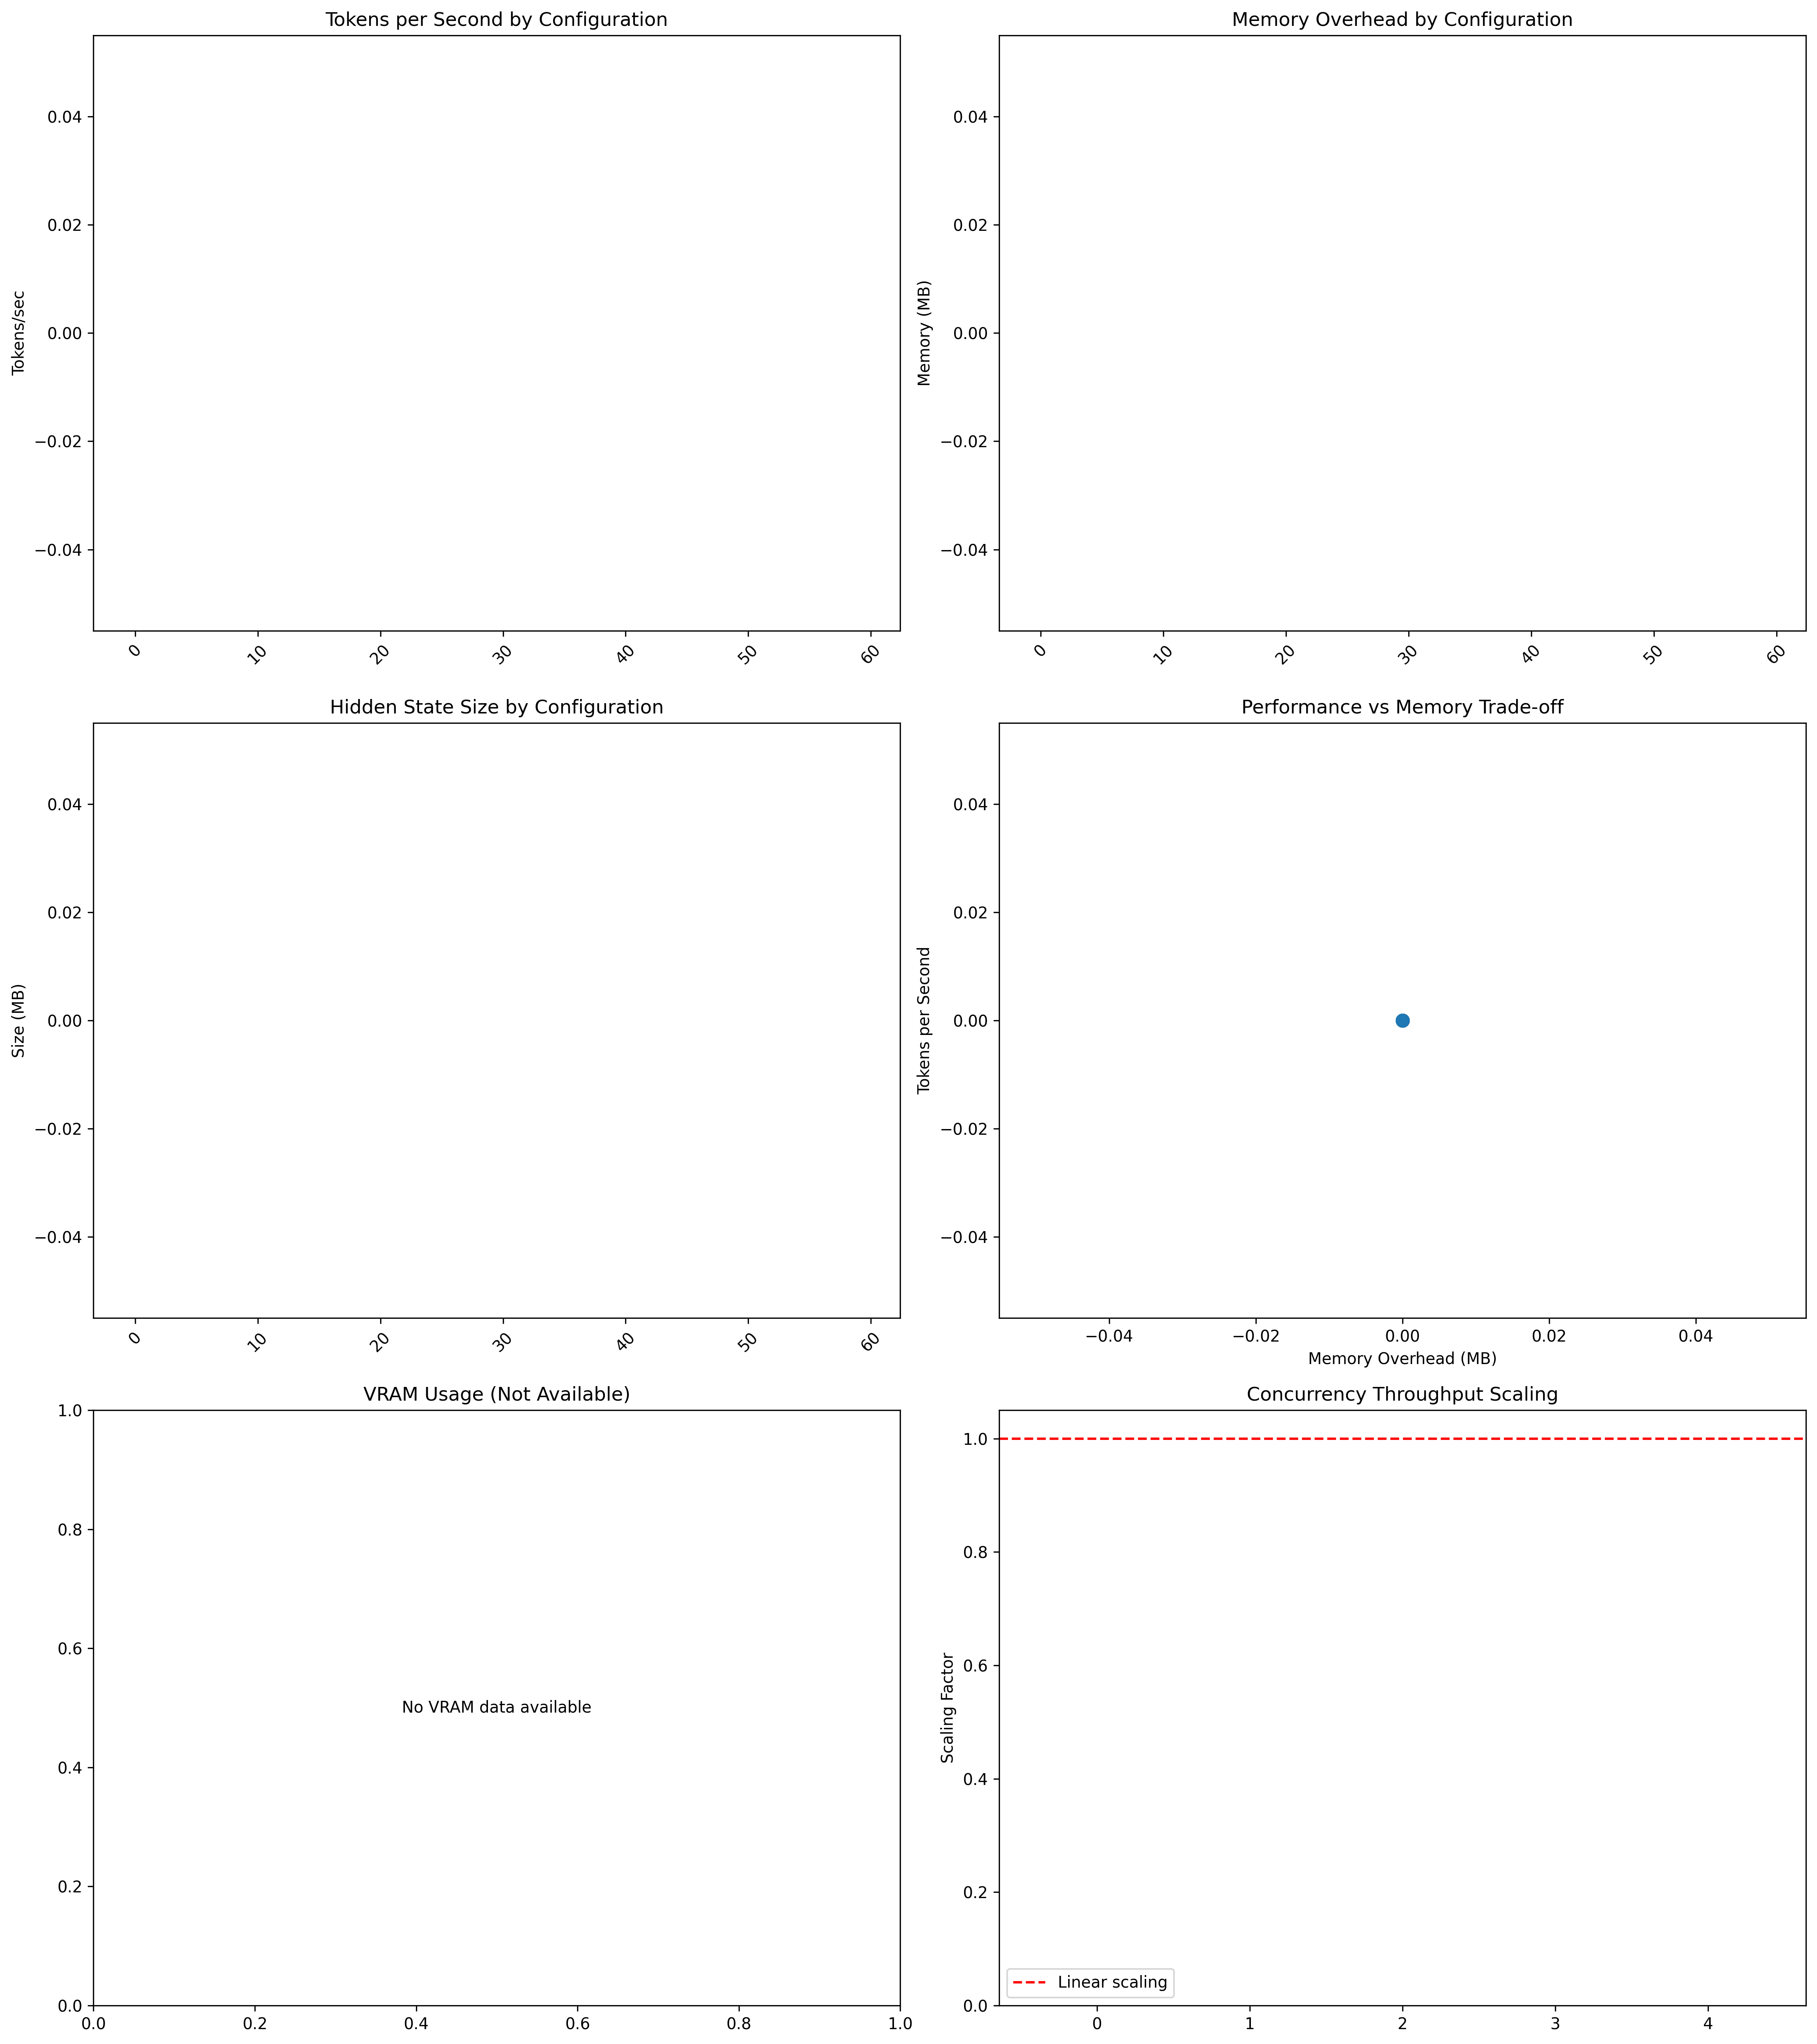 Tokens per Second by Configuration
Tokens/sec
0.04
0.02
0.00
−0.02
−0.04
0 10 20 30 40 50 60
Memory Overhead by Configuration
Memory (MB)
0.04
0.02
0.00
−0.02
−0.04
0 10 20 30 40 50 60
Hidden State Size by Configuration
Size (MB)
0.04
0.02
0.00
−0.02
−0.04
0 10 20 30 40 50 60
Performance vs Memory Trade-off
Tokens per Second
0.04
0.02
0.00
−0.02
−0.04
−0.04 −0.02 0.00 0.02 0.04
Memory Overhead (MB)
VRAM Usage (Not Available)
1.0
0.8
0.6
0.4
0.2
0.0
No VRAM data available
0.0 0.2 0.4 0.6 0.8 1.0
Concurrency Throughput Scaling
Scaling Factor
1.0
0.8
0.6
0.4
0.2
0.0
Linear scaling
0 1 2 3 4